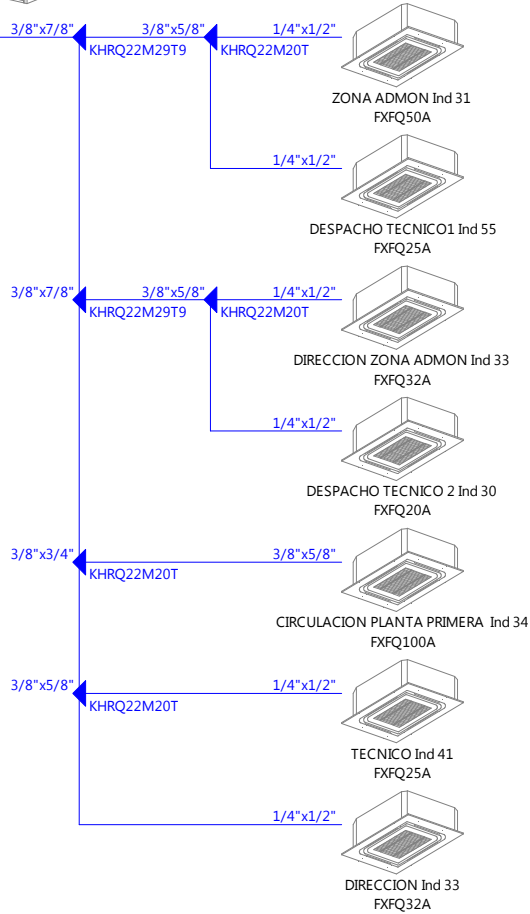 3/8"x7/8"
3/8"x5/8"
1/4"x1/2"
KHRQ22M29T9
KHRQ22M20T
ZONA ADMON Ind 31
FXFQ50A
1/4"x1/2"
DESPACHO TECNICO1 Ind 55
FXFQ25A
3/8"x7/8"
3/8"x5/8"
1/4"x1/2"
KHRQ22M29T9
KHRQ22M20T
DIRECCION ZONA ADMON Ind 33
FXFQ32A
1/4"x1/2"
DESPACHO TECNICO 2 Ind 30
FXFQ20A
3/8"x3/4"
3/8"x5/8"
KHRQ22M20T
CIRCULACION PLANTA PRIMERA Ind 34
FXFQ100A
3/8"x5/8"
1/4"x1/2"
KHRQ22M20T
TECNICO Ind 41
FXFQ25A
1/4"x1/2"
DIRECCION Ind 33
FXFQ32A